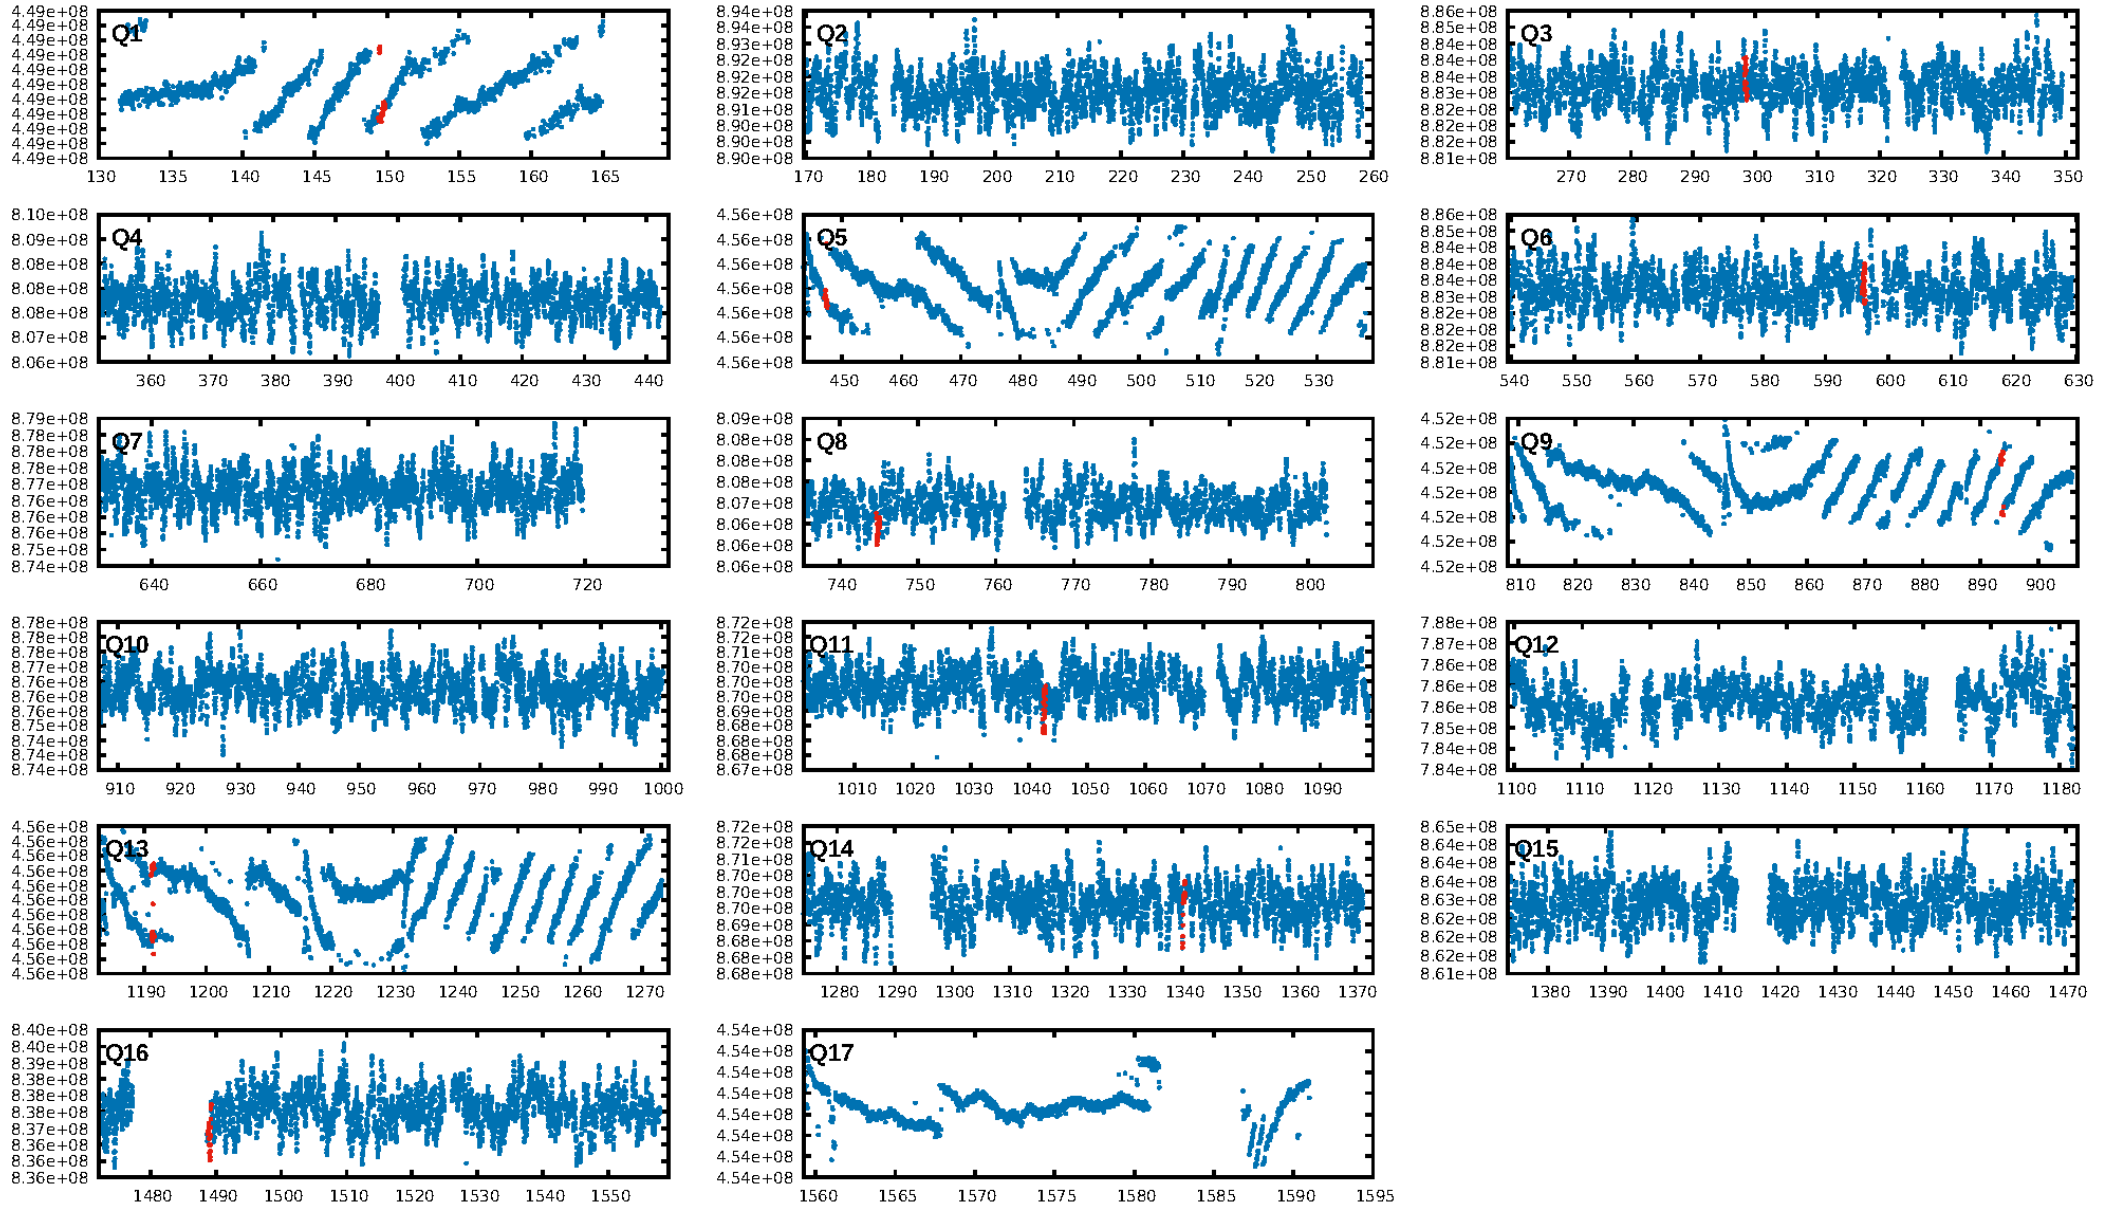 Q1
4.49e+08
4.49e+08
4.49e+08
4.49e+08
4.49e+08
4.49e+08
4.49e+08
4.49e+08
4.49e+08
4.49e+08
4.49e+08
130 135 140 145 150 155 160 165
Q2
8.94e+08
8.94e+08
8.93e+08
8.92e+08
8.92e+08
8.92e+08
8.91e+08
8.90e+08
8.90e+08
8.90e+08
170 180 190 200 210 220 230 240 250 260
Q3
8.86e+08
8.85e+08
8.84e+08
8.84e+08
8.84e+08
8.83e+08
8.82e+08
8.82e+08
8.82e+08
8.81e+08
270 280 290 300 310 320 330 340 350
Q4
8.10e+08
8.09e+08
8.08e+08
8.08e+08
8.08e+08
8.07e+08
8.06e+08
360 370 380 390 400 410 420 430 440
Q5
4.56e+08
4.56e+08
4.56e+08
4.56e+08
4.56e+08
4.56e+08
4.56e+08
450 460 470 480 490 500 510 520 530
Q6
8.86e+08
8.85e+08
8.84e+08
8.84e+08
8.84e+08
8.83e+08
8.82e+08
8.82e+08
8.82e+08
8.81e+08
540 550 560 570 580 590 600 610 620 630
Q7
8.79e+08
8.78e+08
8.78e+08
8.78e+08
8.77e+08
8.76e+08
8.76e+08
8.76e+08
8.75e+08
8.74e+08
640 660 680 700 720
Q8
8.09e+08
8.08e+08
8.08e+08
8.08e+08
8.07e+08
8.06e+08
8.06e+08
8.06e+08
740 750 760 770 780 790 800
Q9
4.52e+08
4.52e+08
4.52e+08
4.52e+08
4.52e+08
4.52e+08
4.52e+08
810 820 830 840 850 860 870 880 890 900
Q10
8.78e+08
8.78e+08
8.77e+08
8.76e+08
8.76e+08
8.76e+08
8.75e+08
8.74e+08
8.74e+08
8.74e+08
910 920 930 940 950 960 970 980 990 1000
Q11
8.72e+08
8.71e+08
8.70e+08
8.70e+08
8.70e+08
8.69e+08
8.68e+08
8.68e+08
8.68e+08
8.67e+08
1010 1020 1030 1040 1050 1060 1070 1080 1090
Q12
7.88e+08
7.87e+08
7.86e+08
7.86e+08
7.86e+08
7.85e+08
7.84e+08
7.84e+08
1100 1110 1120 1130 1140 1150 1160 1170 1180
Q13
4.56e+08
4.56e+08
4.56e+08
4.56e+08
4.56e+08
4.56e+08
4.56e+08
4.56e+08
4.56e+08
4.56e+08
4.56e+08
1190 1200 1210 1220 1230 1240 1250 1260 1270
Q14
8.72e+08
8.72e+08
8.71e+08
8.70e+08
8.70e+08
8.70e+08
8.69e+08
8.68e+08
8.68e+08
8.68e+08
1280 1290 1300 1310 1320 1330 1340 1350 1360 1370
Q15
8.65e+08
8.64e+08
8.64e+08
8.64e+08
8.63e+08
8.62e+08
8.62e+08
8.62e+08
8.61e+08
1380 1390 1400 1410 1420 1430 1440 1450 1460 1470
Q16
8.40e+08
8.40e+08
8.39e+08
8.38e+08
8.38e+08
8.38e+08
8.37e+08
8.36e+08
8.36e+08
8.36e+08
1480 1490 1500 1510 1520 1530 1540 1550
Q17
4.54e+08
4.54e+08
4.54e+08
4.54e+08
4.54e+08
4.54e+08
4.54e+08
4.54e+08
1560 1565 1570 1575 1580 1585 1590 1595